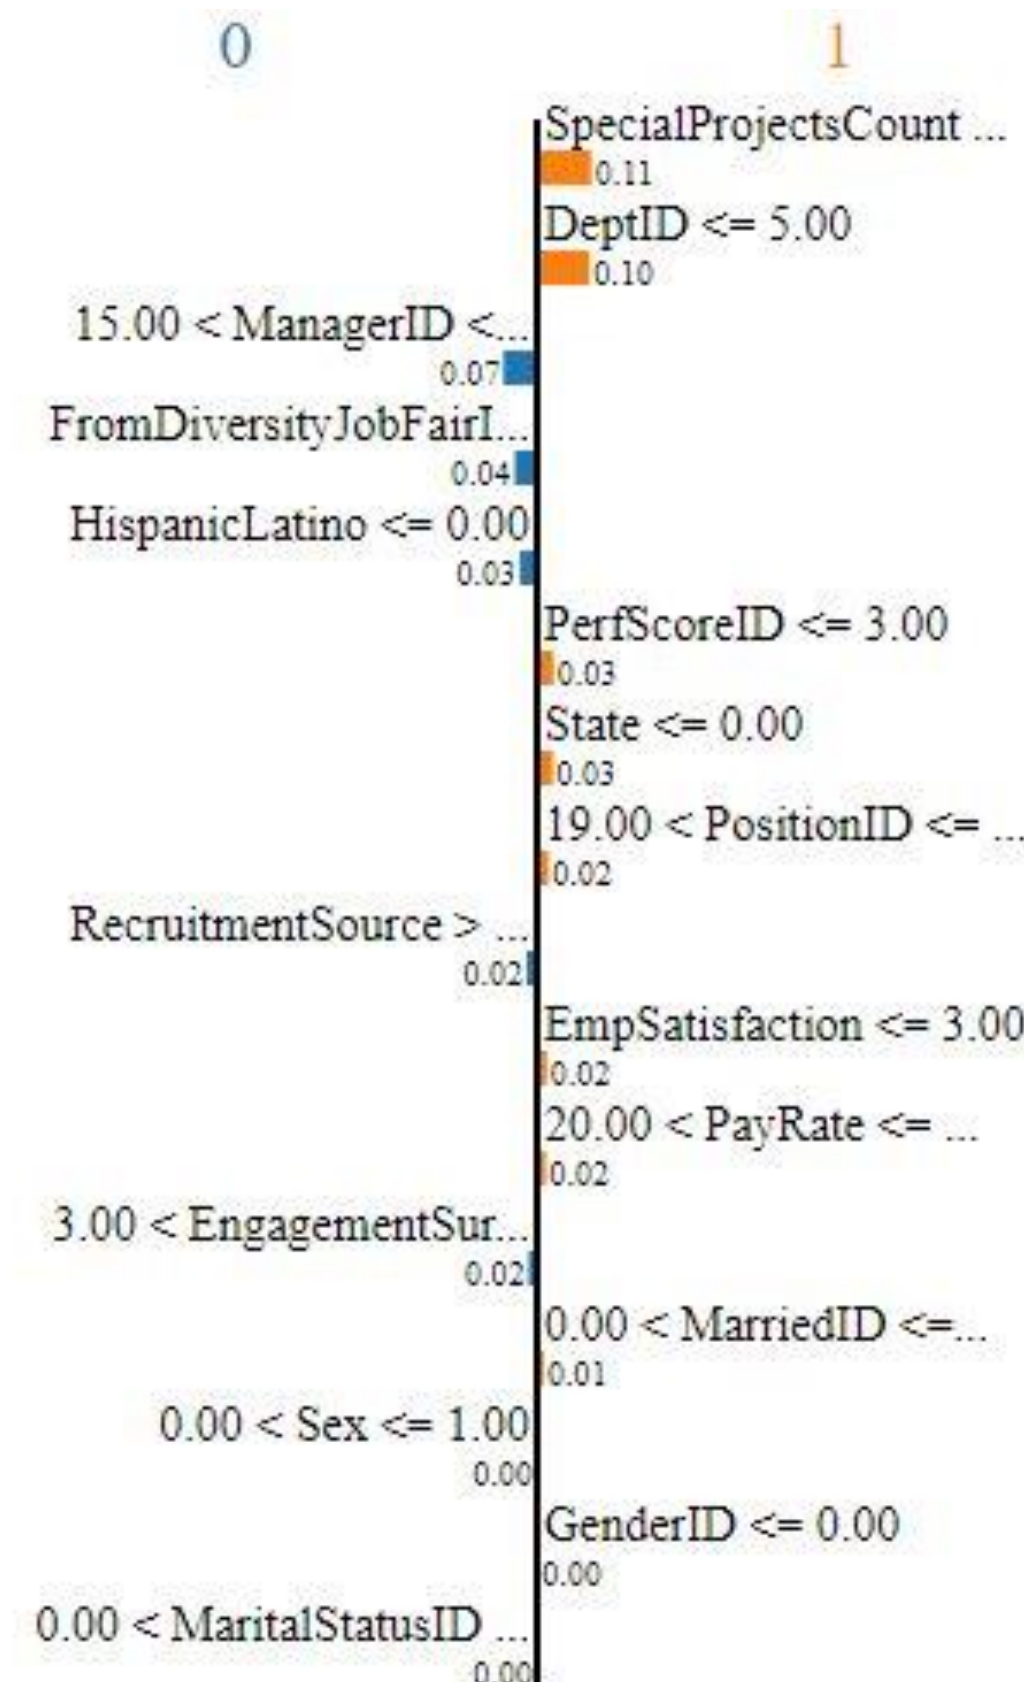 0
1
SpecialProjectsCount ...
0.11
DeptID <= 5.00
0.10
15.00 < ManagerID <...
0.07
FromDiversityJobFairI...
0.04
HispanicLatino <= 0.00
0.03
PerfScoreID <= 3.00
0.03
State <= 0.00
0.03
19.00 < PositionID <= ...
0.02
RecruitmentSource > ...
0.02
EmpSatisfaction <= 3.00
0.02
20.00 < PayRate <= ...
0.02
3.00 < EngagementSur...
0.02
0.00 < MarriedID <=...
0.01
0.00 < Sex <= 1.00
0.00
GenderID <= 0.00
0.00
0.00 < MaritalStatusID ...
0.00